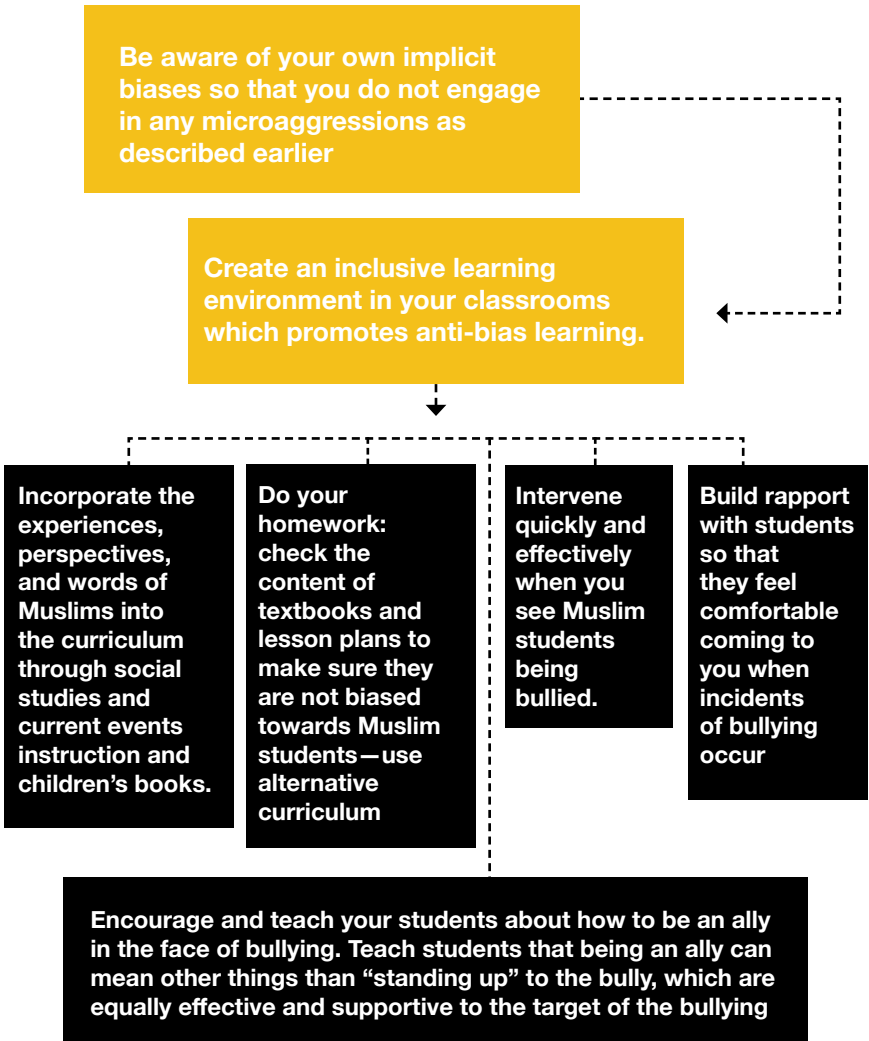 Be aware of your own implicit
biases so that you do not engage
in any microaggressions as
described earlier
Create an inclusive learning
environment in your classrooms
which promotes anti-bias learning.
Incorporate the
experiences,
perspectives,
and words of
Muslims into
the curriculum
through social
studies and
current events
instruction and
children’s books.
Do your
homework:
check the
content of
textbooks and
lesson plans to
make sure they
are not biased
towards Muslim
students—use
alternative
curriculum
Intervene
quickly and
effectively
when you
see Muslim
students
being
bullied.
Build rapport
with students
so that
they feel
comfortable
coming to
you when
incidents
of bullying
occur
Encourage and teach your students about how to be an ally
in the face of bullying. Teach students that being an ally can
mean other things than “standing up” to the bully, which are
equally effective and supportive to the target of the bullying